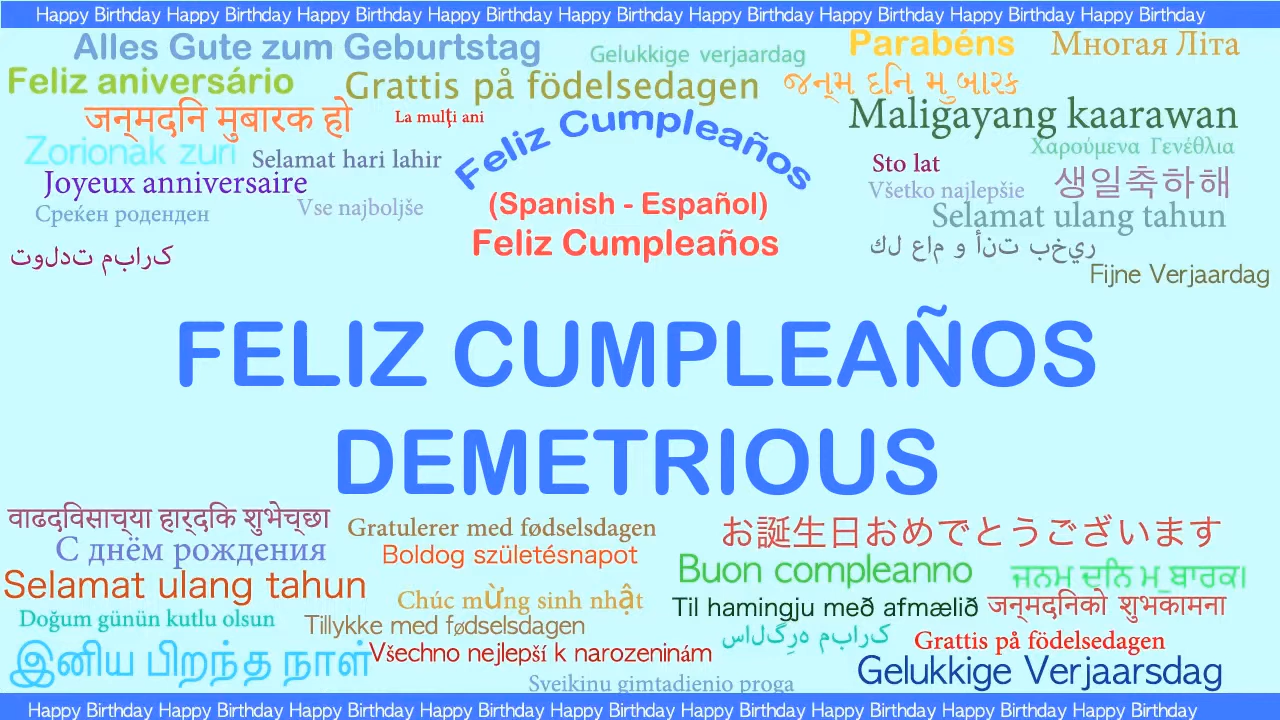 Happy Birthday Happy Birthday Happy Birthday Happy Birthday Happy Birthday Happy Birthday Happy Birthday Happy Birthday Happy Birthday
Alles Gute zum Geburtstag
Gelukkige verjaardag
Parabéns
Многая Літа
Feliz aniversário
Grattis på födelsedagen
જન્મ દિન મુબારક
जन्मदिन मुबारक हो
La mulţi ani
Feliz Cumpleaños
Maligayang kaarawan
Zorionak zuri
Selamat hari lahir
Sto lat
Χαρούμενα Γενέθλια
Joyeux anniversaire
(Spanish - Español)
Všetko najlepšie
생일축하해
Среќен роденден
Vse najboljše
Selamat ulang tahun
تولدت مبارک
Feliz Cumpleaños
كل عام و أنت بخير
Fijne Verjaardag
FELIZ CUMPLEAÑOS
DEMETRIOUS
वाढदिवसाच्या हार्दिक शुभेच्छा
Gratulerer med fødselsdagen
お誕生日おめでとうございます
С днём рождения
Boldog születésnapot
Buon compleanno
ਜਨਮ ਦਿਨ ਮੁਬਾਰਕ।
Selamat ulang tahun
Chúc mừng sinh nhật
Til hamingju með afmælið
जन्मदिनको शुभकामना
Doğum günün kutlu olsun
Tillykke med fødselsdagen
سالگرہ مبارک
Grattis på födelsedagen
இனிய பிறந்த நாள்
Všechno nejlepší k narozeninám
Gelukkige Verjaarsdag
Sveikinu gimtadienio proga
Happy Birthday Happy Birthday Happy Birthday Happy Birthday Happy Birthday Happy Birthday Happy Birthday Happy Birthday Happy Birthday